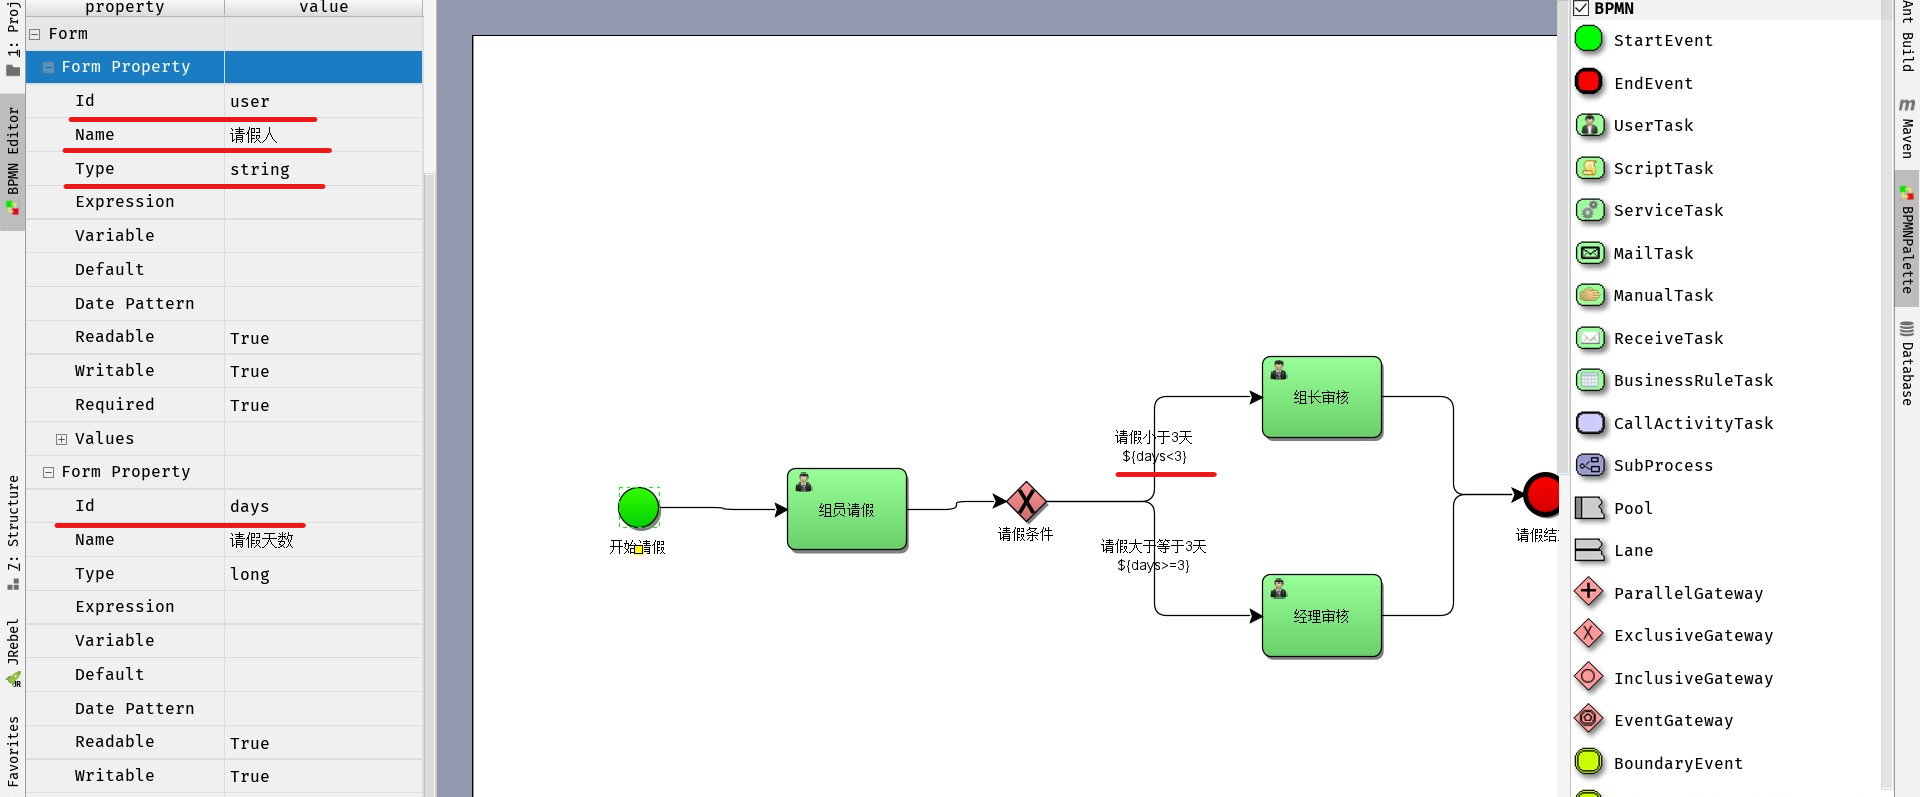 property value
Form
Form Property
Id user
Name 请假人
Type string
Expression
Variable
Default
Date Pattern
Readable True
Writable True
Required True
Values
Form Property
Id days
Name 请假天数
Type long
Expression
Variable
Default
Date Pattern
Readable True
Writable True
1: Proj
BPMN Editor
Z: Structure
JRebel
JR
Favorites
开始请假
组员请假
请假条件
请假小于3天
${days<3}
请假大于等于3天
${days>=3}
组长审核
经理审核
请假结
BPMN
StartEvent
EndEvent
UserTask
ScriptTask
ServiceTask
MailTask
ManualTask
ReceiveTask
BusinessRuleTask
CallActivityTask
SubProcess
Pool
Lane
ParallelGateway
ExclusiveGateway
InclusiveGateway
EventGateway
BoundaryEvent
Ant Build
m Maven
BPMNPalette
Database